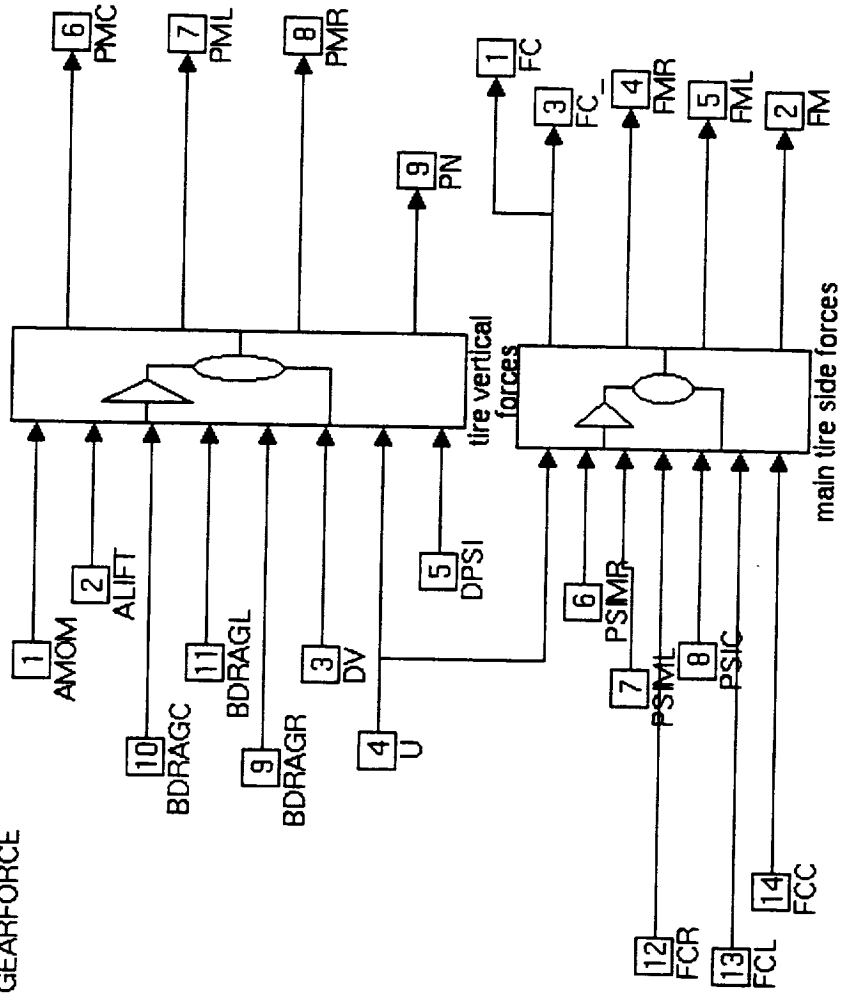 GEARFORCE
1
AMOM
2
ALIFT
10
BDRAGC
11
BDRAGL
9
BDRAGR
3
DV
4
U
5
DPSI
tire vertical
forces
6
PMC
7
PML
8
PMR
9
PN
6
PSIMR
7
PSIML
12
FCR
8
PSIC
13
FCL
14
FCC
main tire side forces
1
FC
3
FC_
4
FMR
5
FML
2
FM